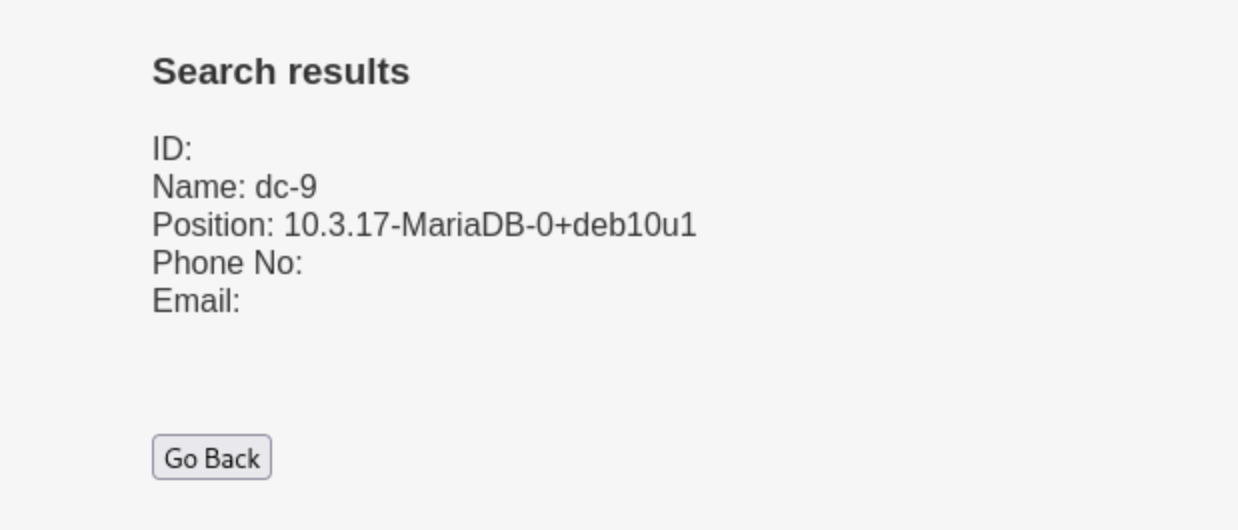 Search results
ID:
Name: dc-9
Position: 10.3.17-MariaDB-0+deb10u1
Phone No:
Email:
Go Back